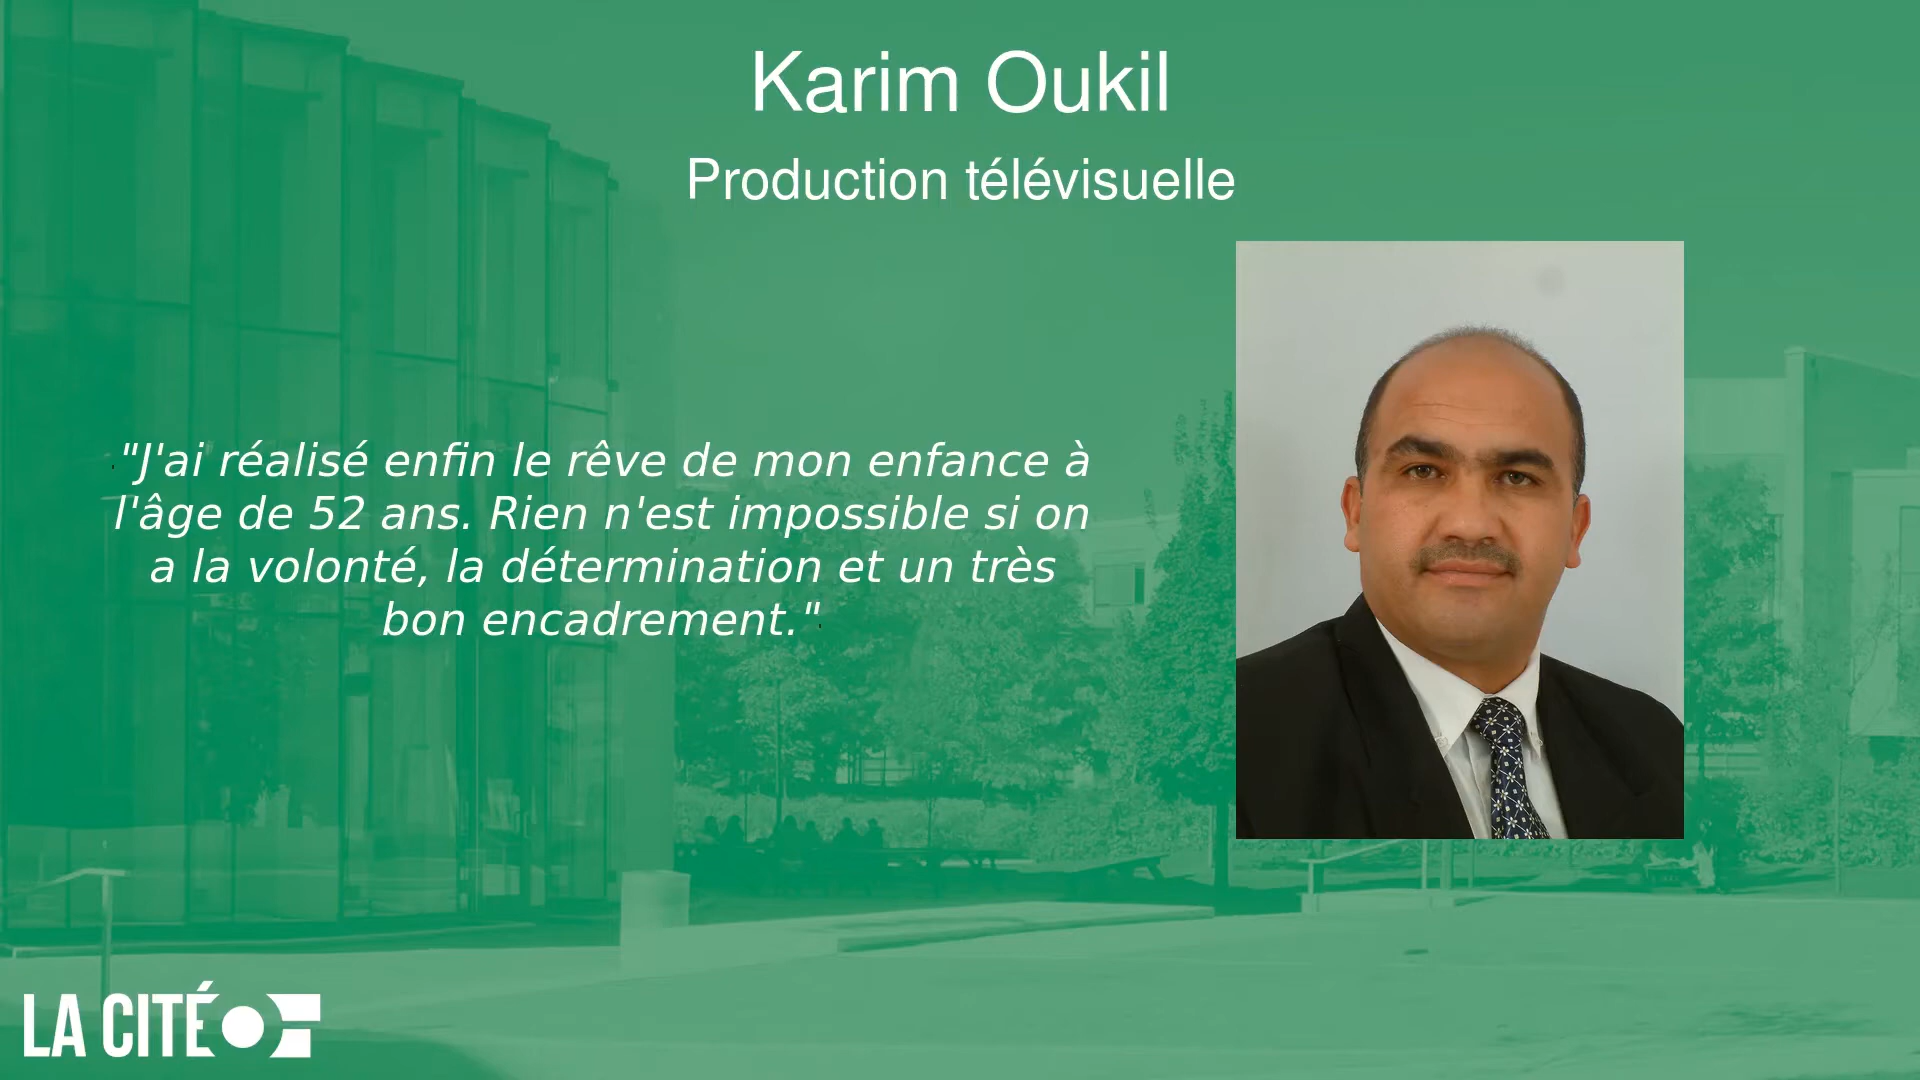 Karim Oukil
Production télévisuelle
"J'ai réalisé enfin le rêve de mon enfance à
l'âge de 52 ans. Rien n'est impossible si on
a la volonté, la détermination et un très
bon encadrement."
LA CITÉ